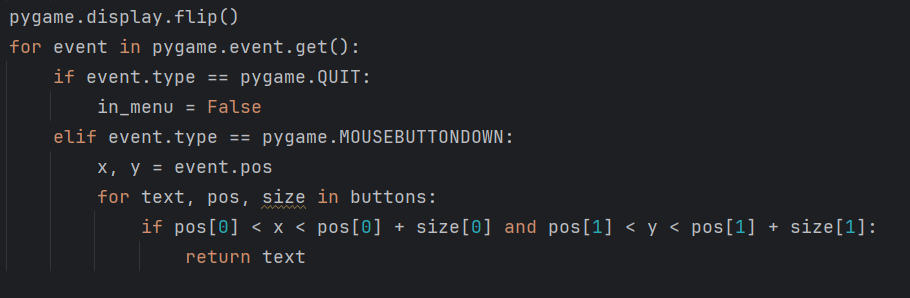 pygame.display.flip()
for event in pygame.event.get():
    if event.type == pygame.QUIT:
        in_menu = False
    elif event.type == pygame.MOUSEBUTTONDOWN:
        x, y = event.pos
        for text, pos, size in buttons:
            if pos[0] < x < pos[0] + size[0] and pos[1] < y < pos[1] + size[1]:
                return text